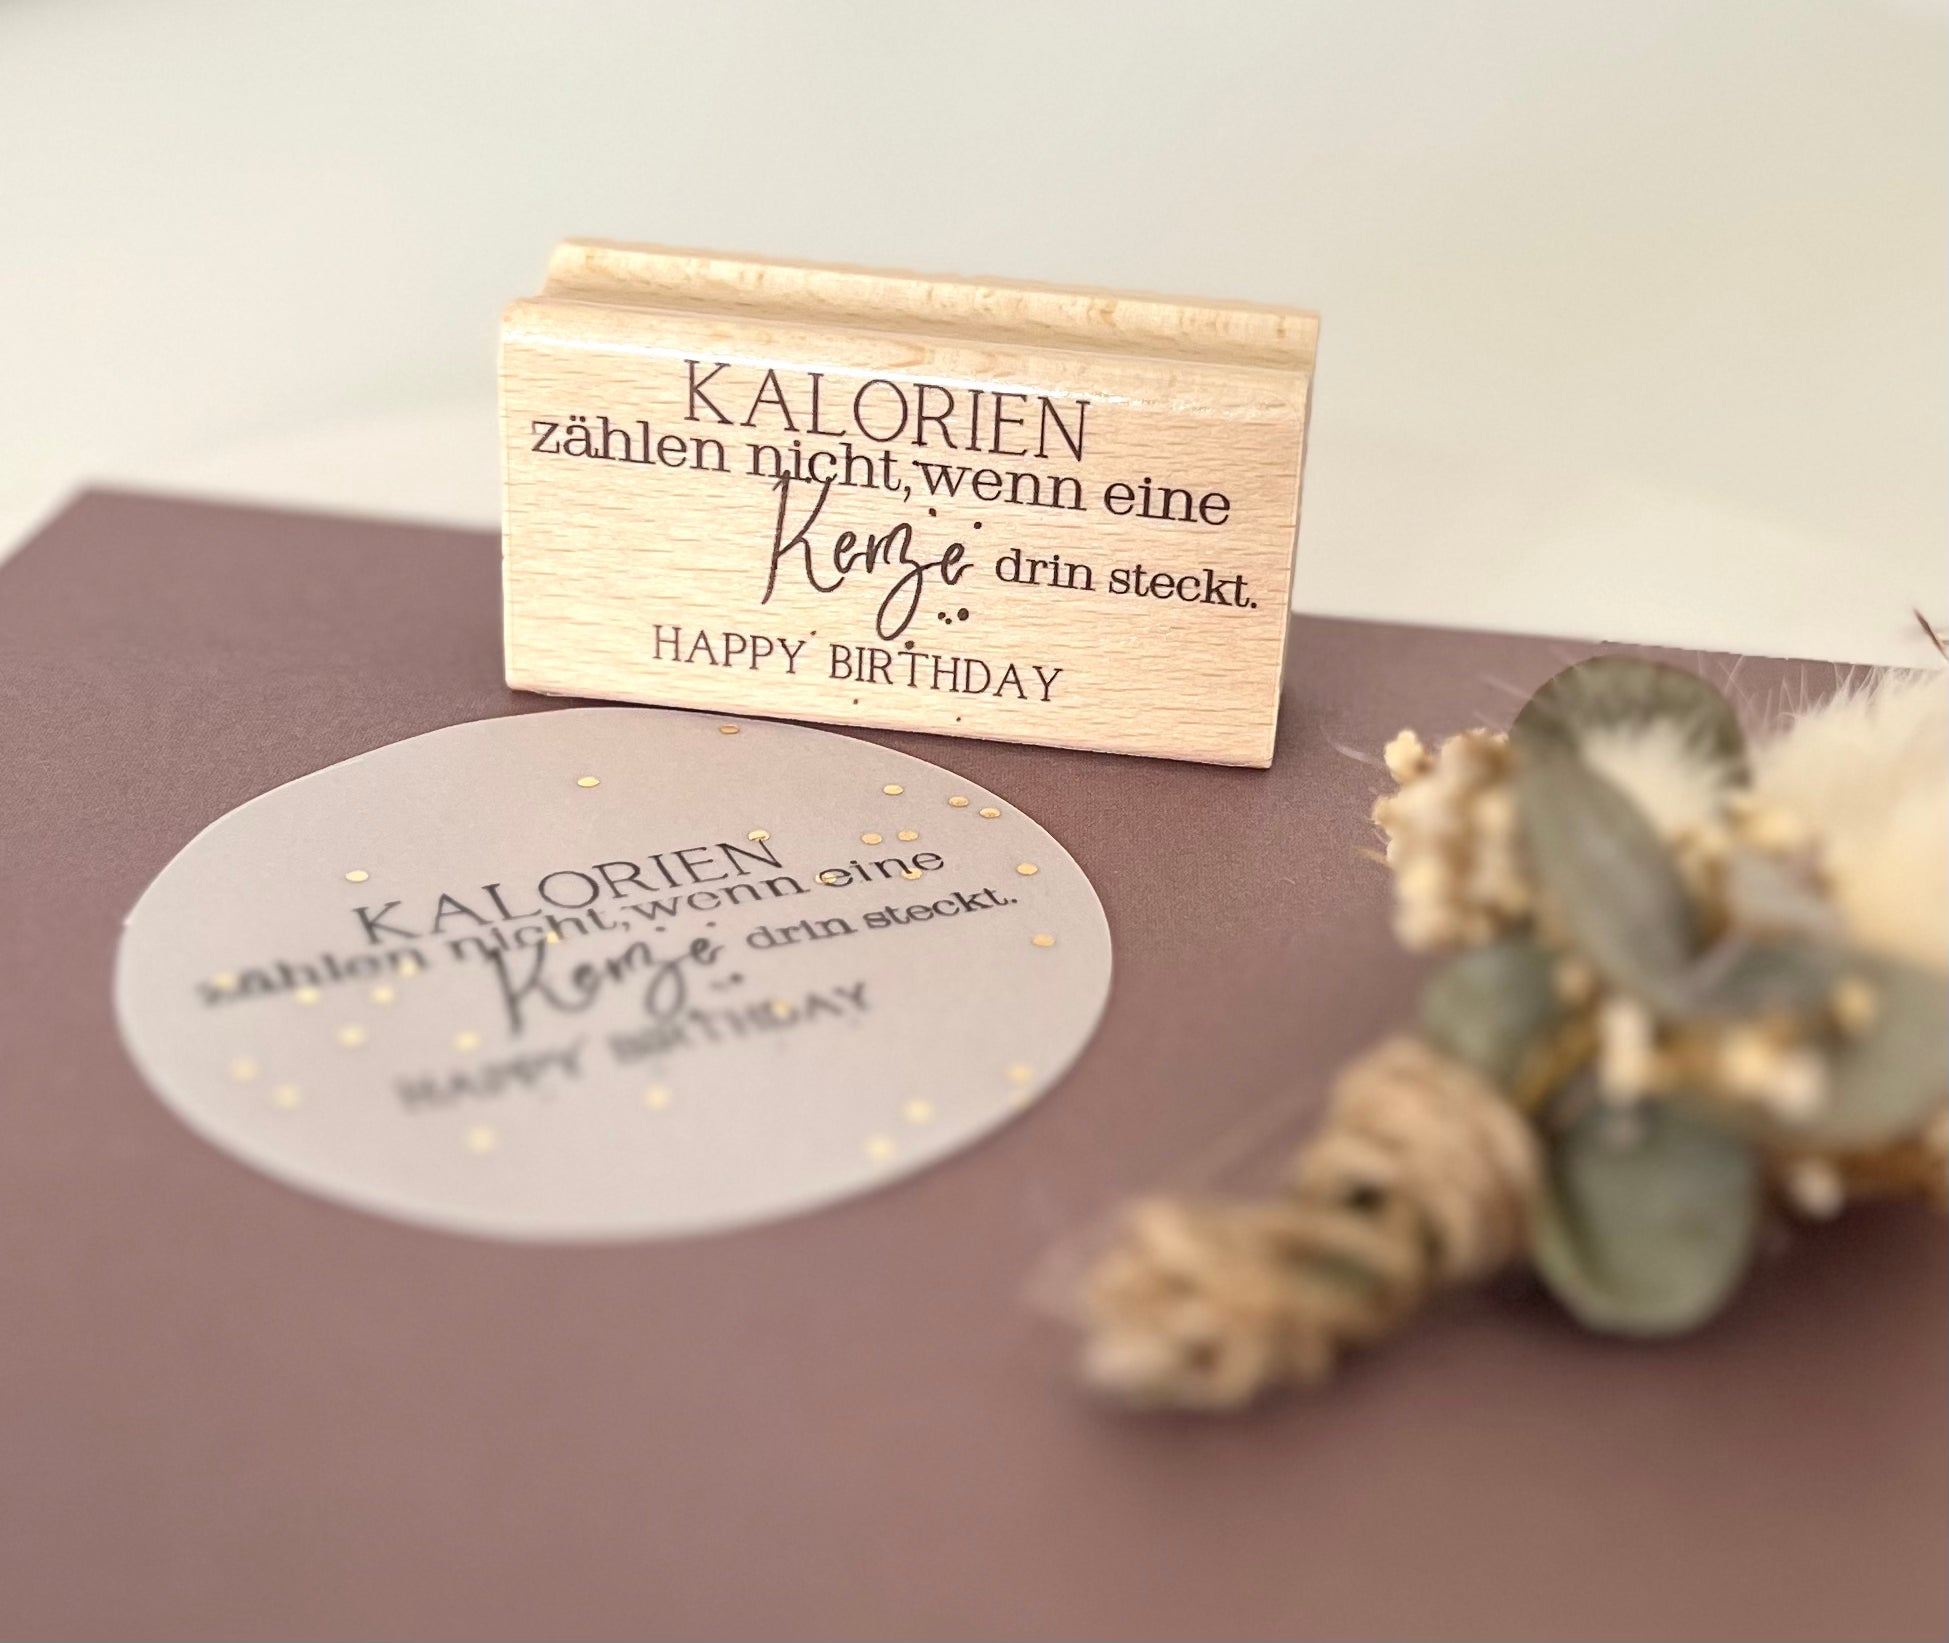 KALORIEN
zählen nicht, wenn eine
Kerze drin steckt.
HAPPY BIRTHDAY
KALORIEN
zählen nicht, wenn eine
Kerze drin steckt.
HAPPY BIRTHDAY